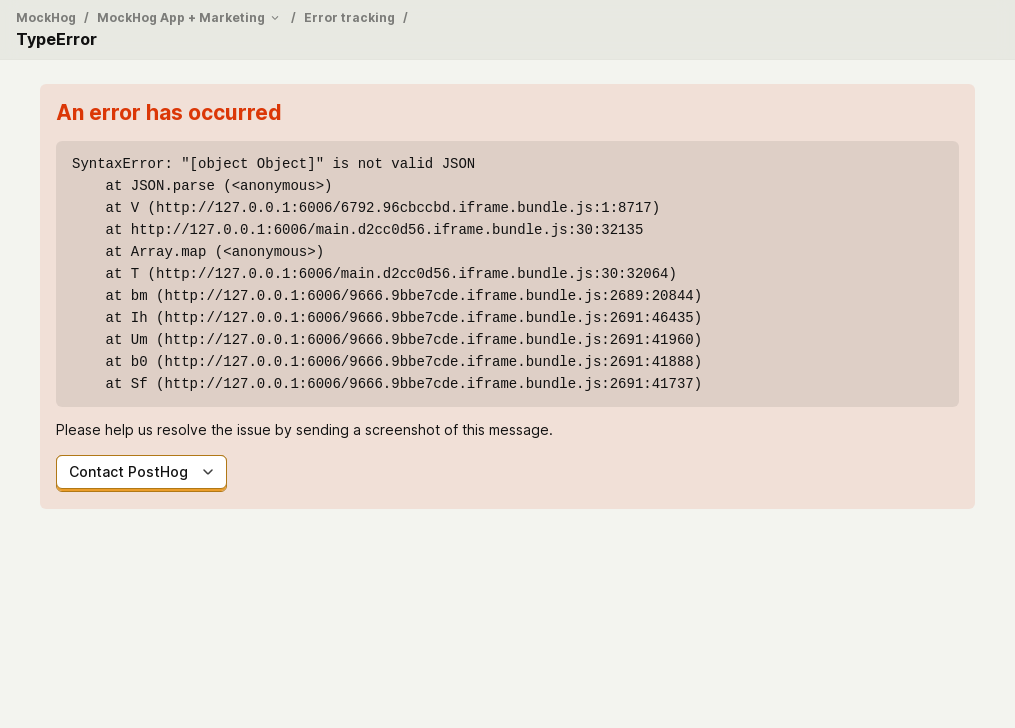 MockHog / MockHog App + Marketing / Error tracking /
TypeError
An error has occurred
SyntaxError: "[object Object]" is not valid JSON
    at JSON.parse (<anonymous>)
    at V (http://127.0.0.1:6006/6792.96cbccbd.iframe.bundle.js:1:8717)
    at http://127.0.0.1:6006/main.d2cc0d56.iframe.bundle.js:30:32135
    at Array.map (<anonymous>)
    at T (http://127.0.0.1:6006/main.d2cc0d56.iframe.bundle.js:30:32064)
    at bm (http://127.0.0.1:6006/9666.9bbe7cde.iframe.bundle.js:2689:20844)
    at Ih (http://127.0.0.1:6006/9666.9bbe7cde.iframe.bundle.js:2691:46435)
    at Um (http://127.0.0.1:6006/9666.9bbe7cde.iframe.bundle.js:2691:41960)
    at b0 (http://127.0.0.1:6006/9666.9bbe7cde.iframe.bundle.js:2691:41888)
    at Sf (http://127.0.0.1:6006/9666.9bbe7cde.iframe.bundle.js:2691:41737)
Please help us resolve the issue by sending a screenshot of this message.
Contact PostHog